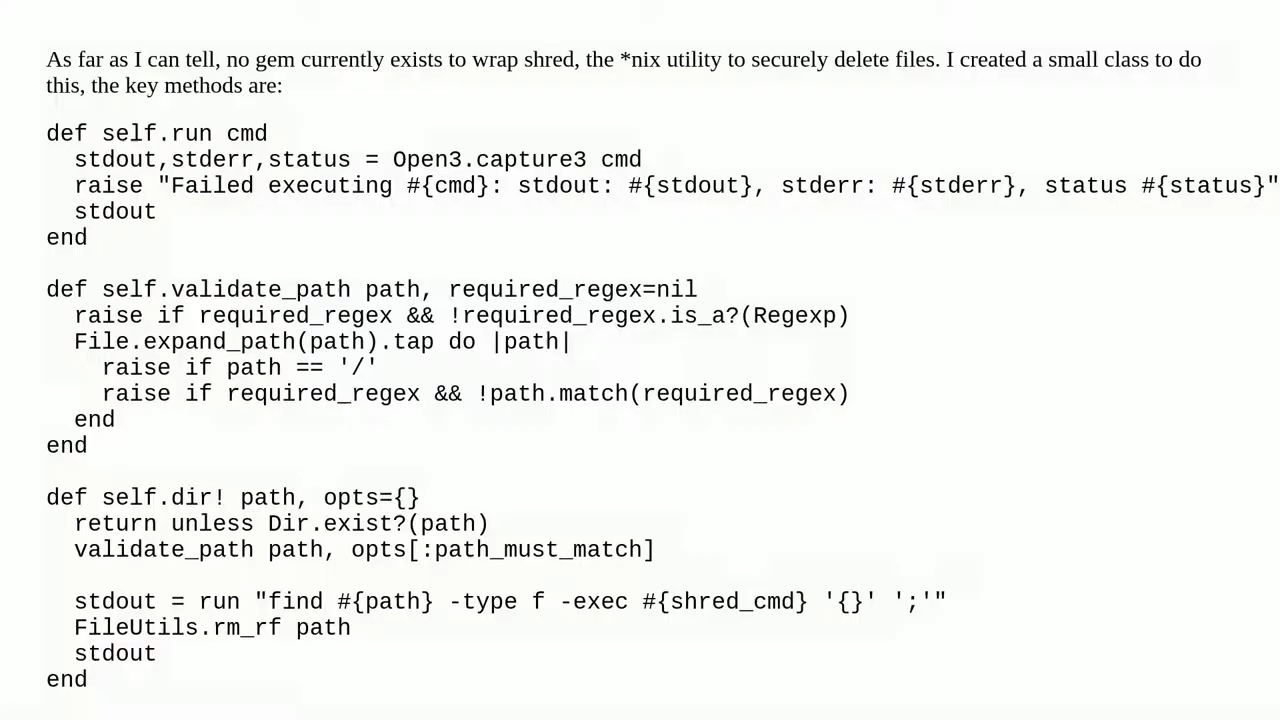 As far as I can tell, no gem currently exists to wrap shred, the *nix utility to securely delete files. I created a small class to do
this, the key methods are:
def self.run cmd
  stdout,stderr,status = Open3.capture3 cmd
  raise "Failed executing #{cmd}: stdout: #{stdout}, stderr: #{stderr}, status #{status}"
  stdout
end

def self.validate_path path, required_regex=nil
  raise if required_regex && !required_regex.is_a?(Regexp)
  File.expand_path(path).tap do |path|
    raise if path == '/'
    raise if required_regex && !path.match(required_regex)
  end
end

def self.dir! path, opts={}
  return unless Dir.exist?(path)
  validate_path path, opts[:path_must_match]

  stdout = run "find #{path} -type f -exec #{shred_cmd} '{}' ';'"
  FileUtils.rm_rf path
  stdout
end